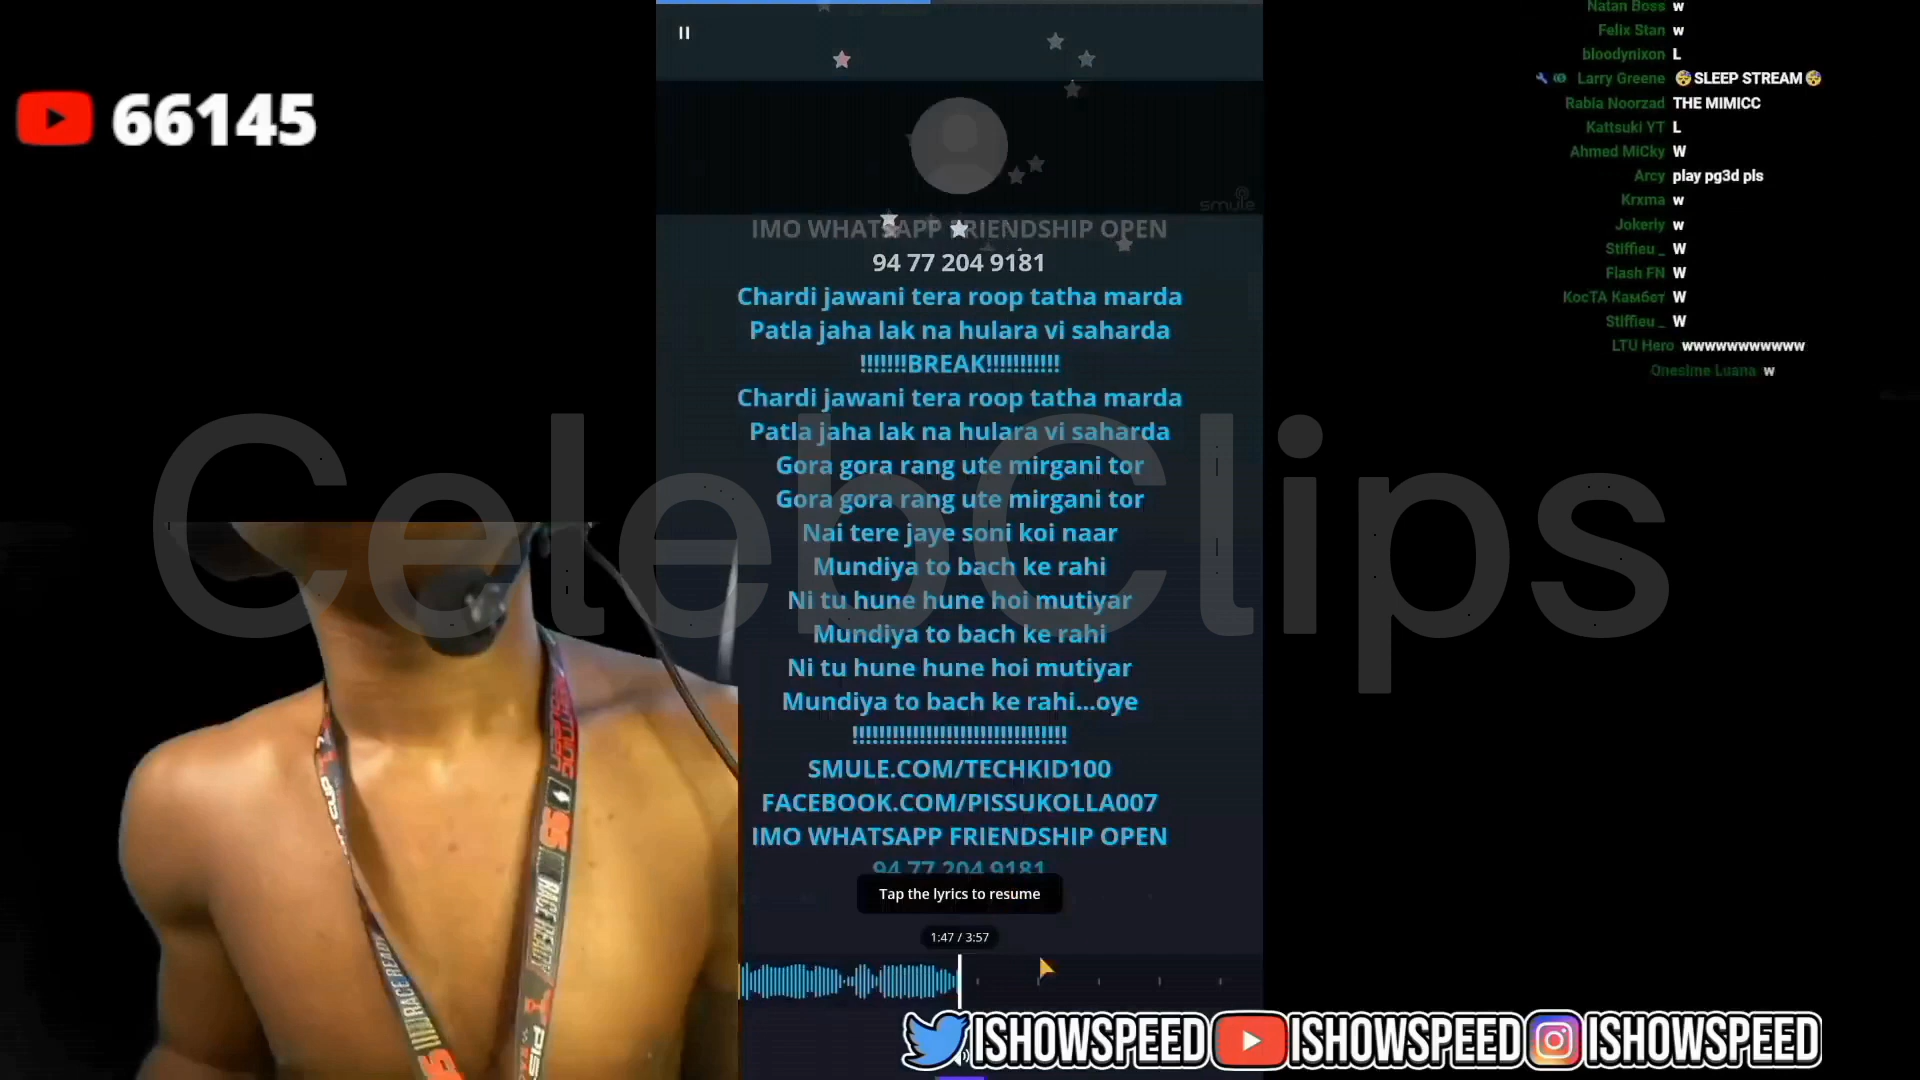 66145
smule
IMO WHATSAPP FRIENDSHIP OPEN
94 77 204 9181
Chardi jawani tera roop tatha marda
Patla jaha lak na hulara vi saharda
!!!!!!!BREAK!!!!!!!!!!!
Chardi jawani tera roop tatha marda
Patla jaha lak na hulara vi saharda
Gora gora rang ute mirgani tor
Gora gora rang ute mirgani tor
Nai tere jaye soni koi naar
Mundiya to bach ke rahi
Ni tu hune hune hoi mutiyar
Mundiya to bach ke rahi
Ni tu hune hune hoi mutiyar
Mundiya to bach ke rahi...oye
!!!!!!!!!!!!!!!!!!!!!!!!!!!!!!!!
SMULE.COM/TECHKID100
FACEBOOK.COM/PISSUKOLLA007
IMO WHATSAPP FRIENDSHIP OPEN
94 77 204 9181
Tap the lyrics to resume
1:47 / 3:57
Natan Boss w
Felix Stan w
bloodynixon L
Larry Greene 😴SLEEP STREAM😴
Rabia Noorzad THE MIMICC
Kattsuki YT L
Ahmed MiCky W
Arcy play pg3d pls
Krxma w
Jokerly w
Stiffieu _ W
Flash FN W
КосТА Камбет W
Stiffieu _ W
LTU Hero wwwwwwwwwww
Onesime Luana w
CelebClips
RACE READY
RACE READY
ISHOWSPEED ISHOWSPEED ISHOWSPEED